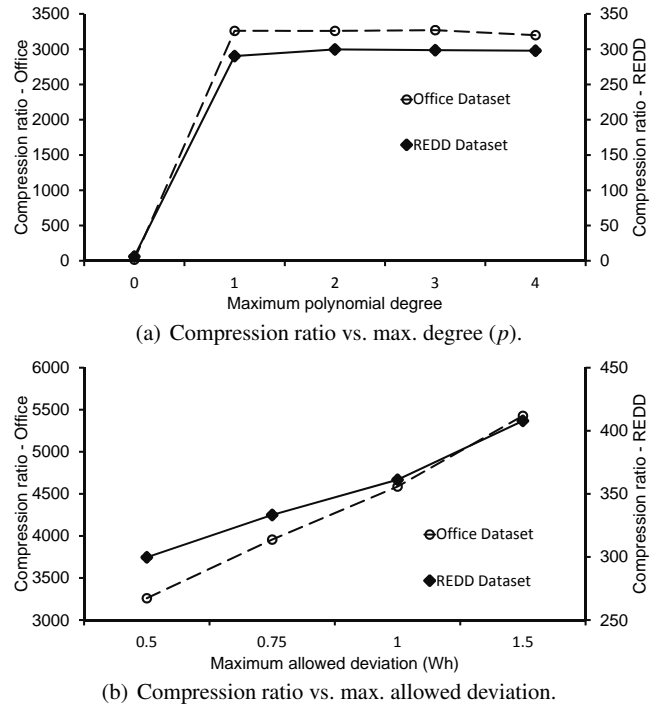 3500
3000
2500
2000
1500
1000
500
0
Compression ratio - Office
350
300
250
200
150
100
50
0
Compression ratio - REDD
Office Dataset
REDD Dataset
0 1 2 3 4
Maximum polynomial degree
(a) Compression ratio vs. max. degree (p).
6000
5500
5000
4500
4000
3500
3000
Compression ratio - Office
450
400
350
300
250
Compression ratio - REDD
Office Dataset
REDD Dataset
0.5 0.75 1 1.5
Maximum allowed deviation (Wh)
(b) Compression ratio vs. max. allowed deviation.